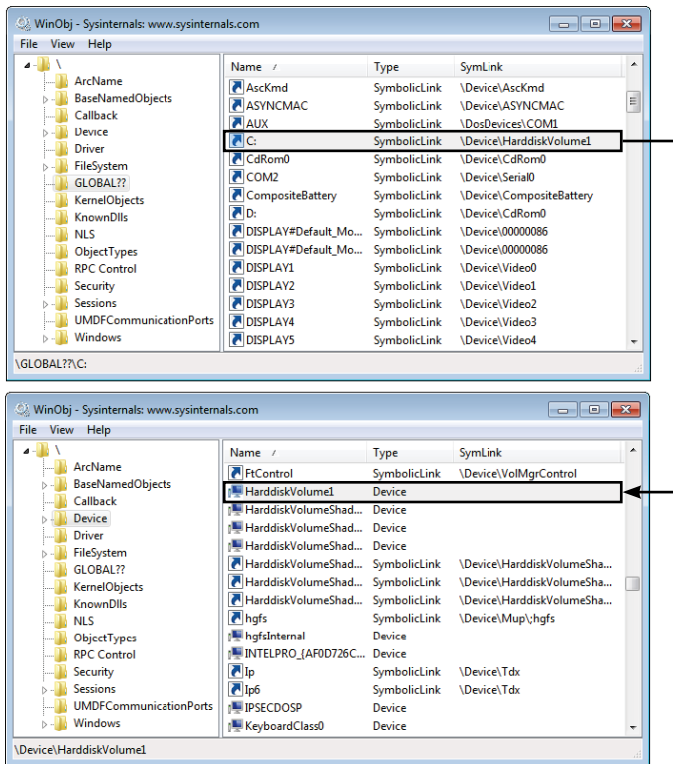 WinObj - Sysinternals: www.sysinternals.com
File View Help
\
ArcName
BaseNamedObjects
Callback
Device
Driver
FileSystem
GLOBAL??
KernelObjects
KnownDlls
NLS
ObjectTypes
RPC Control
Security
Sessions
UMDFCommunicationPorts
Windows
Name / Type SymLink
AscKmd SymbolicLink \Device\AscKmd
ASYNCMAC SymbolicLink \Device\ASYNCMAC
AUX SymbolicLink \DosDevices\COM1
C: SymbolicLink \Device\HarddiskVolume1
CdRom0 SymbolicLink \Device\CdRom0
COM2 SymbolicLink \Device\Serial0
CompositeBattery SymbolicLink \Device\CompositeBattery
D: SymbolicLink \Device\CdRom0
DISPLAY#Default_Mo... SymbolicLink \Device\00000086
DISPLAY#Default_Mo... SymbolicLink \Device\00000086
DISPLAY1 SymbolicLink \Device\Video0
DISPLAY2 SymbolicLink \Device\Video1
DISPLAY3 SymbolicLink \Device\Video2
DISPLAY4 SymbolicLink \Device\Video3
DISPLAY5 SymbolicLink \Device\Video4
\GLOBAL??\C:
WinObj - Sysinternals: www.sysinternals.com
File View Help
\
ArcName
BaseNamedObjects
Callback
Device
Driver
FileSystem
GLOBAL??
KernelObjects
KnownDlls
NLS
ObjectTypes
RPC Control
Security
Sessions
UMDFCommunicationPorts
Windows
Name / Type SymLink
FtControl SymbolicLink \Device\VolMgrControl
HarddiskVolume1 Device
HarddiskVolumeShad... Device
HarddiskVolumeShad... Device
HarddiskVolumeShad... Device
HarddiskVolumeShad... SymbolicLink \Device\HarddiskVolumeSha...
HarddiskVolumeShad... SymbolicLink \Device\HarddiskVolumeSha...
HarddiskVolumeShad... SymbolicLink \Device\HarddiskVolumeSha...
hgfs SymbolicLink \Device\Mup\;hgfs
hgfsInternal Device
INTELPRO_{AF0D726C... Device
Ip SymbolicLink \Device\Tdx
Ip6 SymbolicLink \Device\Tdx
IPSECDOSP Device
KeyboardClass0 Device
\Device\HarddiskVolume1